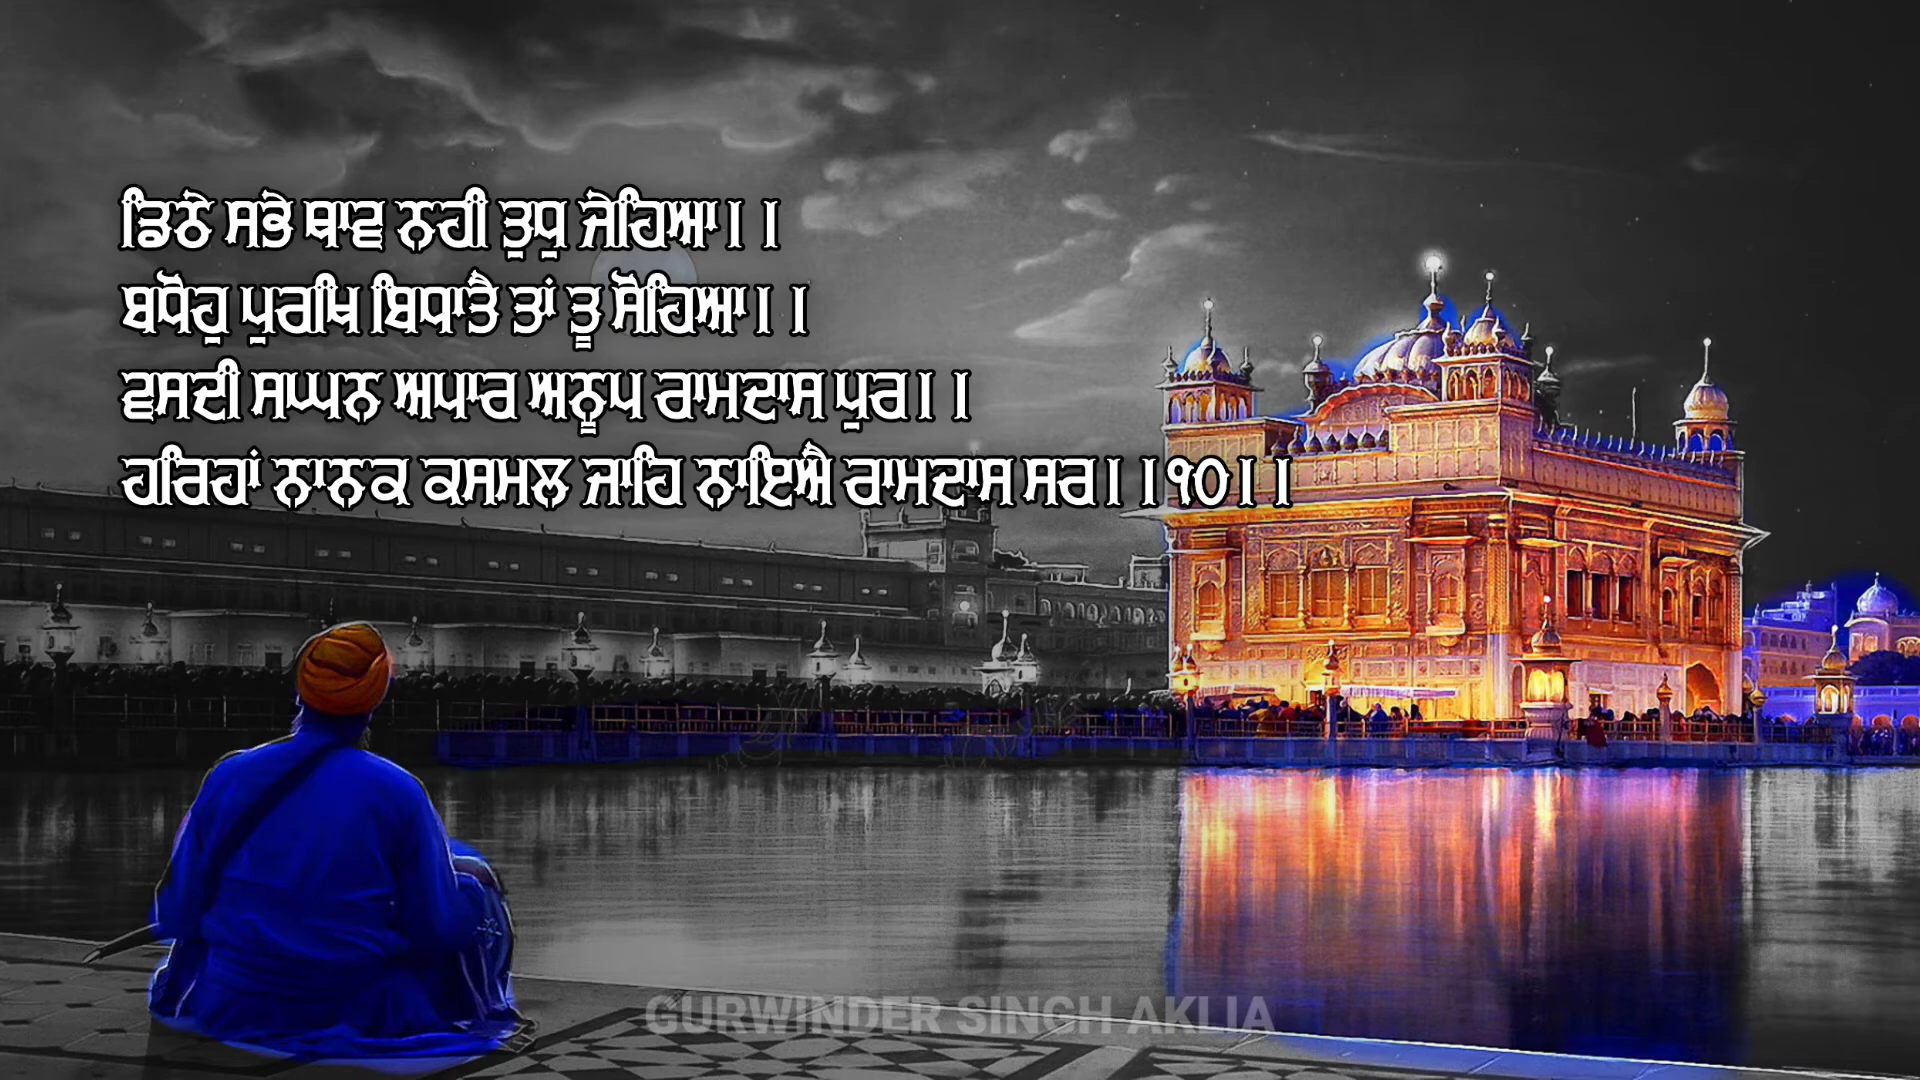 ਡਿਠੇ ਸਭੇ ਥਾਵ ਨਹੀ ਤੁਧੁ ਜੇਹਿਆ।।
ਬਧੋਹੁ ਪੁਰਖਿ ਬਿਧਾਤੈ ਤਾਂ ਤੂ ਸੋਹਿਆ।।
ਵਸਦੀ ਸਘਨ ਅਪਾਰ ਅਨੂਪ ਰਾਮਦਾਸ ਪੁਰ।।
ਹਰਿਹਾਂ ਨਾਨਕ ਕਸਮਲ ਜਾਹਿ ਨਾਇਐ ਰਾਮਦਾਸ ਸਰ।।੧੦।।
GURWINDER SINGH AKLIA